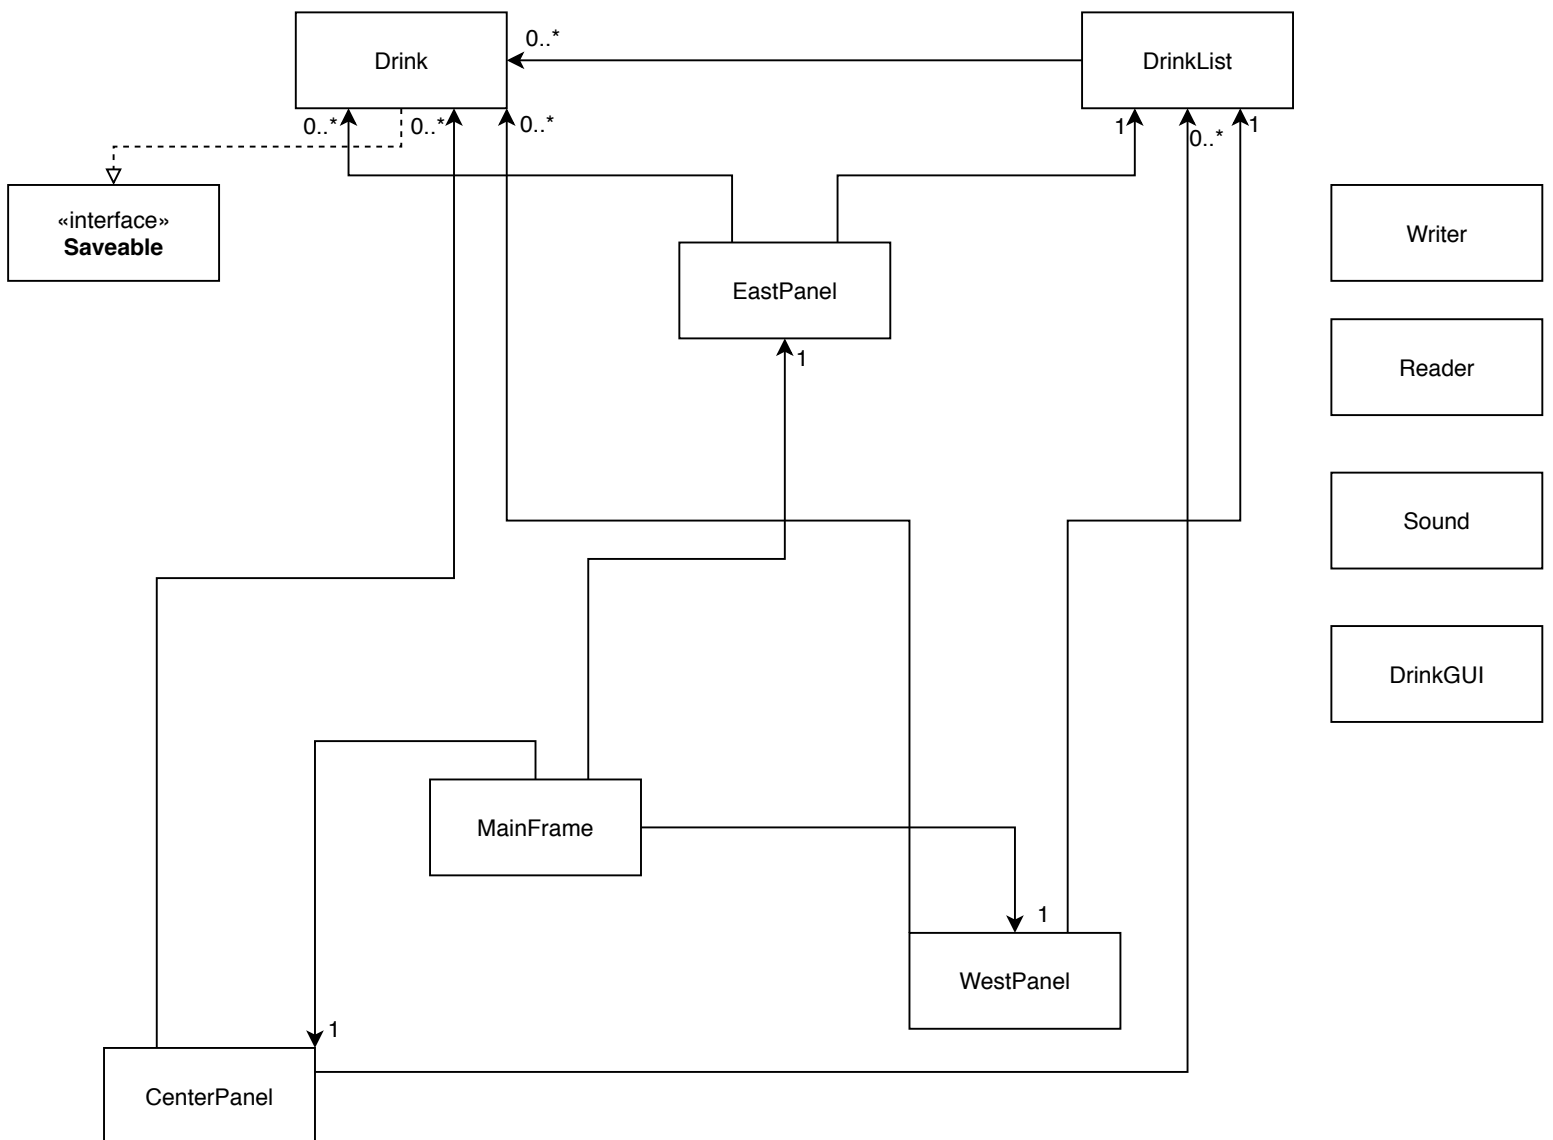 Drink
DrinkList
0..*
0..*
0..*
0..*
1
0..*
1
«interface»
Saveable
Writer
EastPanel
1
Reader
Sound
DrinkGUI
MainFrame
1
WestPanel
1
CenterPanel